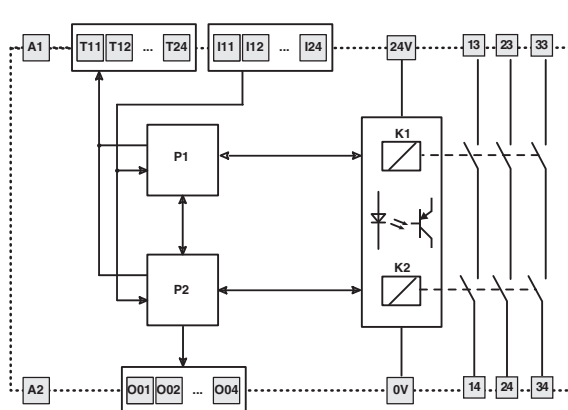 A1 T11 T12 ... T24 I11 I12 ... I24 24V 13 23 33
K1
P1
K2
P2
A2 O01 O02 ... O04 0V 14 24 34